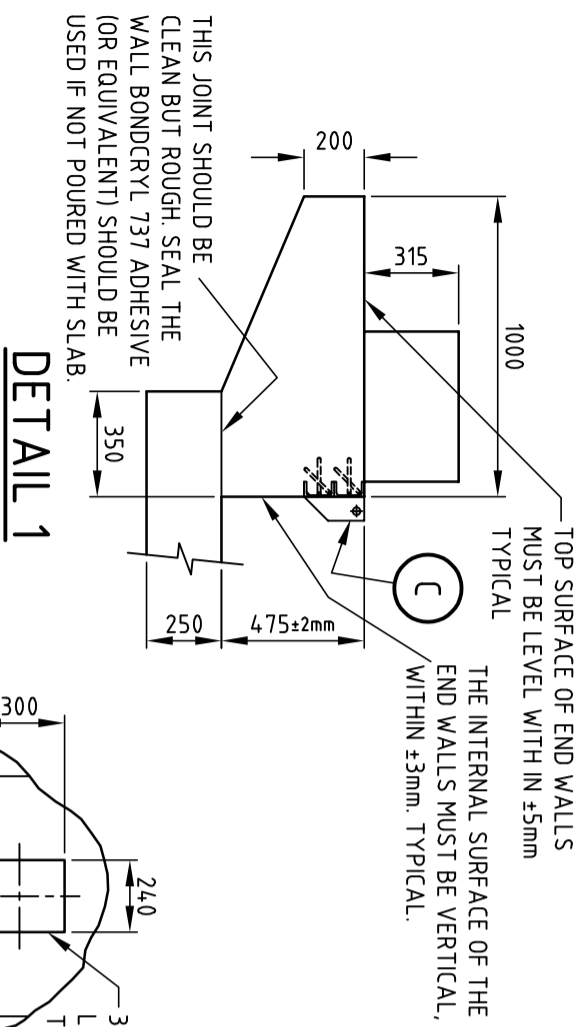 TOP SURFACE OF END WALLS
MUST BE LEVEL WITH IN ±5mm
TYPICAL
THE INTERNAL SURFACE OF THE
END WALLS MUST BE VERTICAL,
WITHIN ±3mm. TYPICAL.
1000
315
200
C
475±2mm
250
350
THIS JOINT SHOULD BE
CLEAN BUT ROUGH. SEAL THE
WALL BONDCRYL 737 ADHESIVE
(OR EQUIVALENT) SHOULD BE
USED IF NOT POURED WITH SLAB.
DETAIL 1
300
240
3
L
T